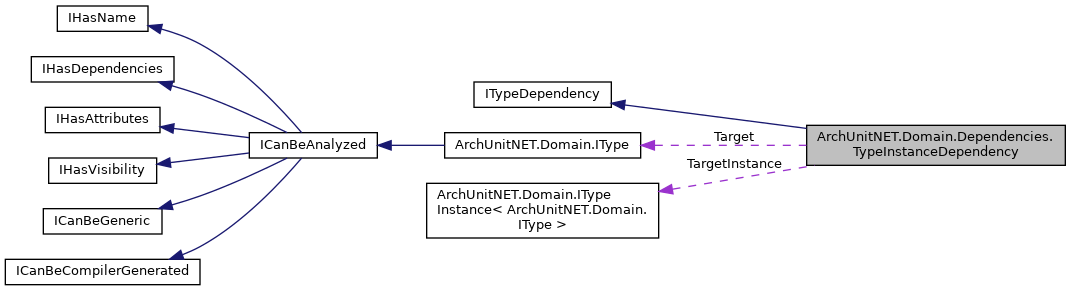 IHasName
IHasDependencies
IHasAttributes
IHasVisibility
ICanBeGeneric
ICanBeCompilerGenerated
ICanBeAnalyzed
ITypeDependency
ArchUnitNET.Domain.IType
ArchUnitNET.Domain.IType
Instance< ArchUnitNET.Domain.
IType >
Target
TargetInstance
ArchUnitNET.Domain.Dependencies.
TypeInstanceDependency